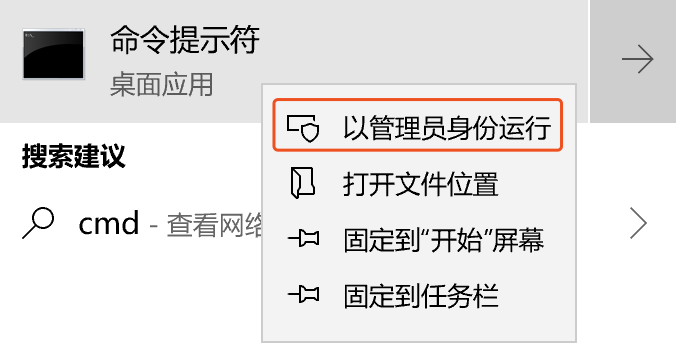 命令提示符
桌面应用
以管理员身份运行
搜索建议
打开文件位置
cmd - 查看网络
固定到“开始”屏幕
固定到任务栏